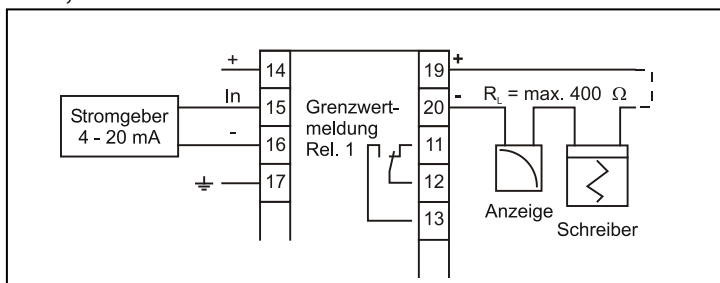 + 14 19 +
In 15 20 - R_L = max. 400 Ω
Stromgeber
4 - 20 mA
- 16 11
17 12
13
Grenzwert-
meldung
Rel. 1
Anzeige
Schreiber